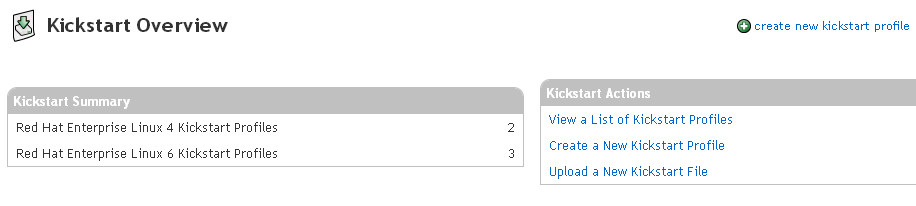 Kickstart Overview
create new kickstart profile
Kickstart Summary
Red Hat Enterprise Linux 4 Kickstart Profiles 2
Red Hat Enterprise Linux 6 Kickstart Profiles 3
Kickstart Actions
View a List of Kickstart Profiles
Create a New Kickstart Profile
Upload a New Kickstart File